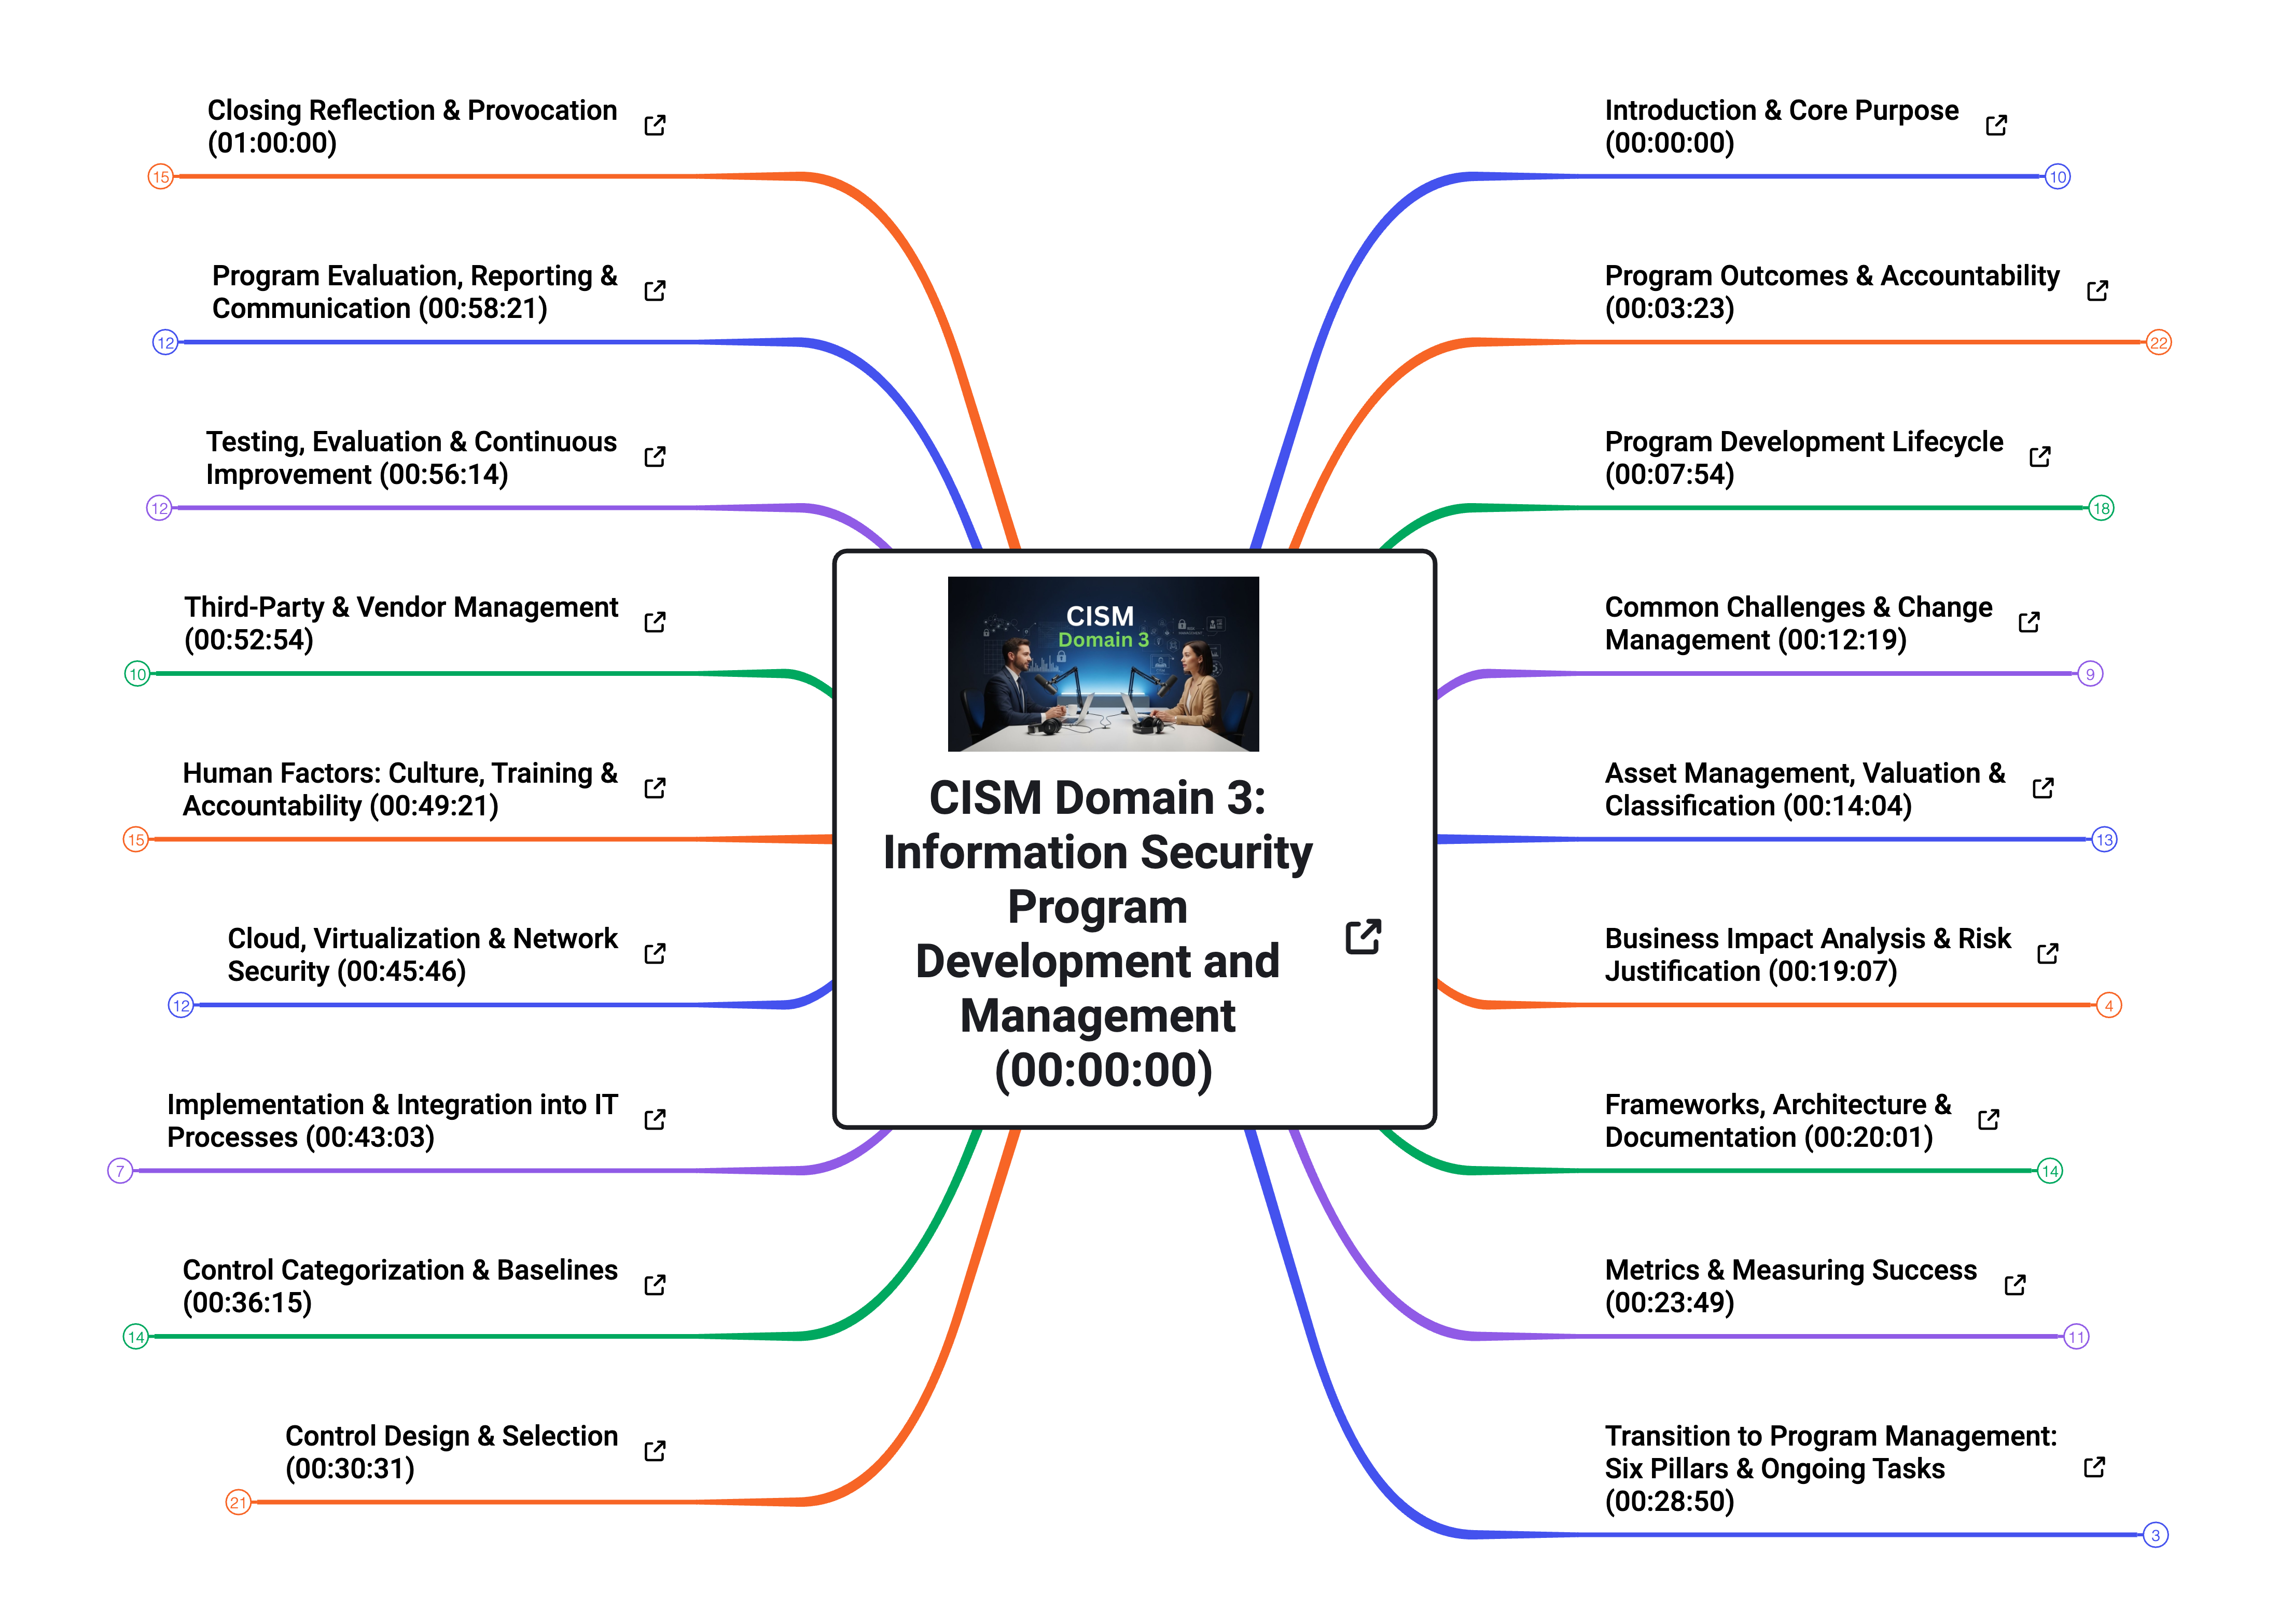 Closing Reflection & Provocation
(01:00:00)
15
Program Evaluation, Reporting &
Communication (00:58:21)
12
Testing, Evaluation & Continuous
Improvement (00:56:14)
12
Third-Party & Vendor Management
(00:52:54)
10
Human Factors: Culture, Training &
Accountability (00:49:21)
15
Cloud, Virtualization & Network
Security (00:45:46)
12
Implementation & Integration into IT
Processes (00:43:03)
7
Control Categorization & Baselines
(00:36:15)
14
Control Design & Selection
(00:30:31)
21
CISM
Domain 3
CISM Domain 3:
Information Security
Program
Development and
Management
(00:00:00)
Introduction & Core Purpose
(00:00:00)
10
Program Outcomes & Accountability
(00:03:23)
22
Program Development Lifecycle
(00:07:54)
18
Common Challenges & Change
Management (00:12:19)
9
Asset Management, Valuation &
Classification (00:14:04)
13
Business Impact Analysis & Risk
Justification (00:19:07)
4
Frameworks, Architecture &
Documentation (00:20:01)
14
Metrics & Measuring Success
(00:23:49)
11
Transition to Program Management:
Six Pillars & Ongoing Tasks
(00:28:50)
3